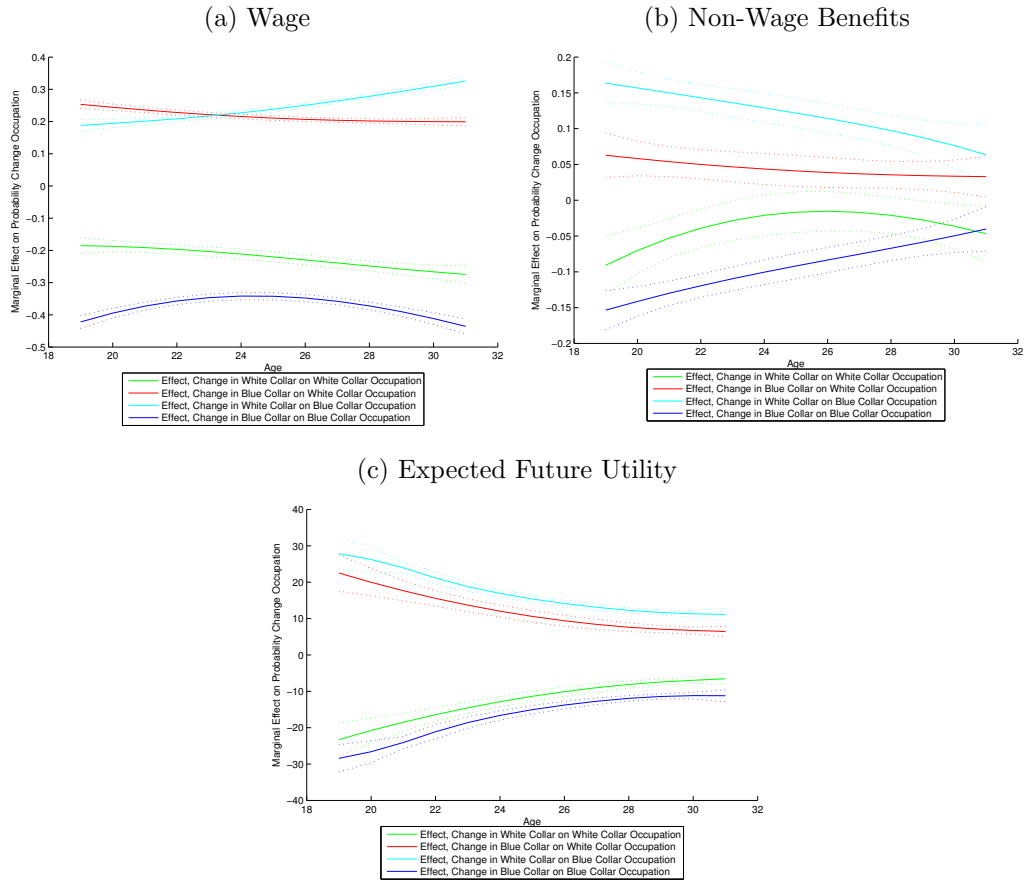 (a) Wage
Marginal Effect on Probability Change Occupation
0.4
0.3
0.2
0.1
0
−0.1
−0.2
−0.3
−0.4
−0.5
18 20 22 24 26 28 30 32
Age
Effect, Change in White Collar on White Collar Occupation
Effect, Change in Blue Collar on White Collar Occupation
Effect, Change in White Collar on Blue Collar Occupation
Effect, Change in Blue Collar on Blue Collar Occupation
(b) Non-Wage Benefits
Marginal Effect on Probability Change Occupation
0.2
0.15
0.1
0.05
0
−0.05
−0.1
−0.15
−0.2
18 20 22 24 26 28 30 32
Age
Effect, Change in White Collar on White Collar Occupation
Effect, Change in Blue Collar on White Collar Occupation
Effect, Change in White Collar on Blue Collar Occupation
Effect, Change in Blue Collar on Blue Collar Occupation
(c) Expected Future Utility
Marginal Effect on Probability Change Occupation
40
30
20
10
0
−10
−20
−30
−40
18 20 22 24 26 28 30 32
Age
Effect, Change in White Collar on White Collar Occupation
Effect, Change in Blue Collar on White Collar Occupation
Effect, Change in White Collar on Blue Collar Occupation
Effect, Change in Blue Collar on Blue Collar Occupation